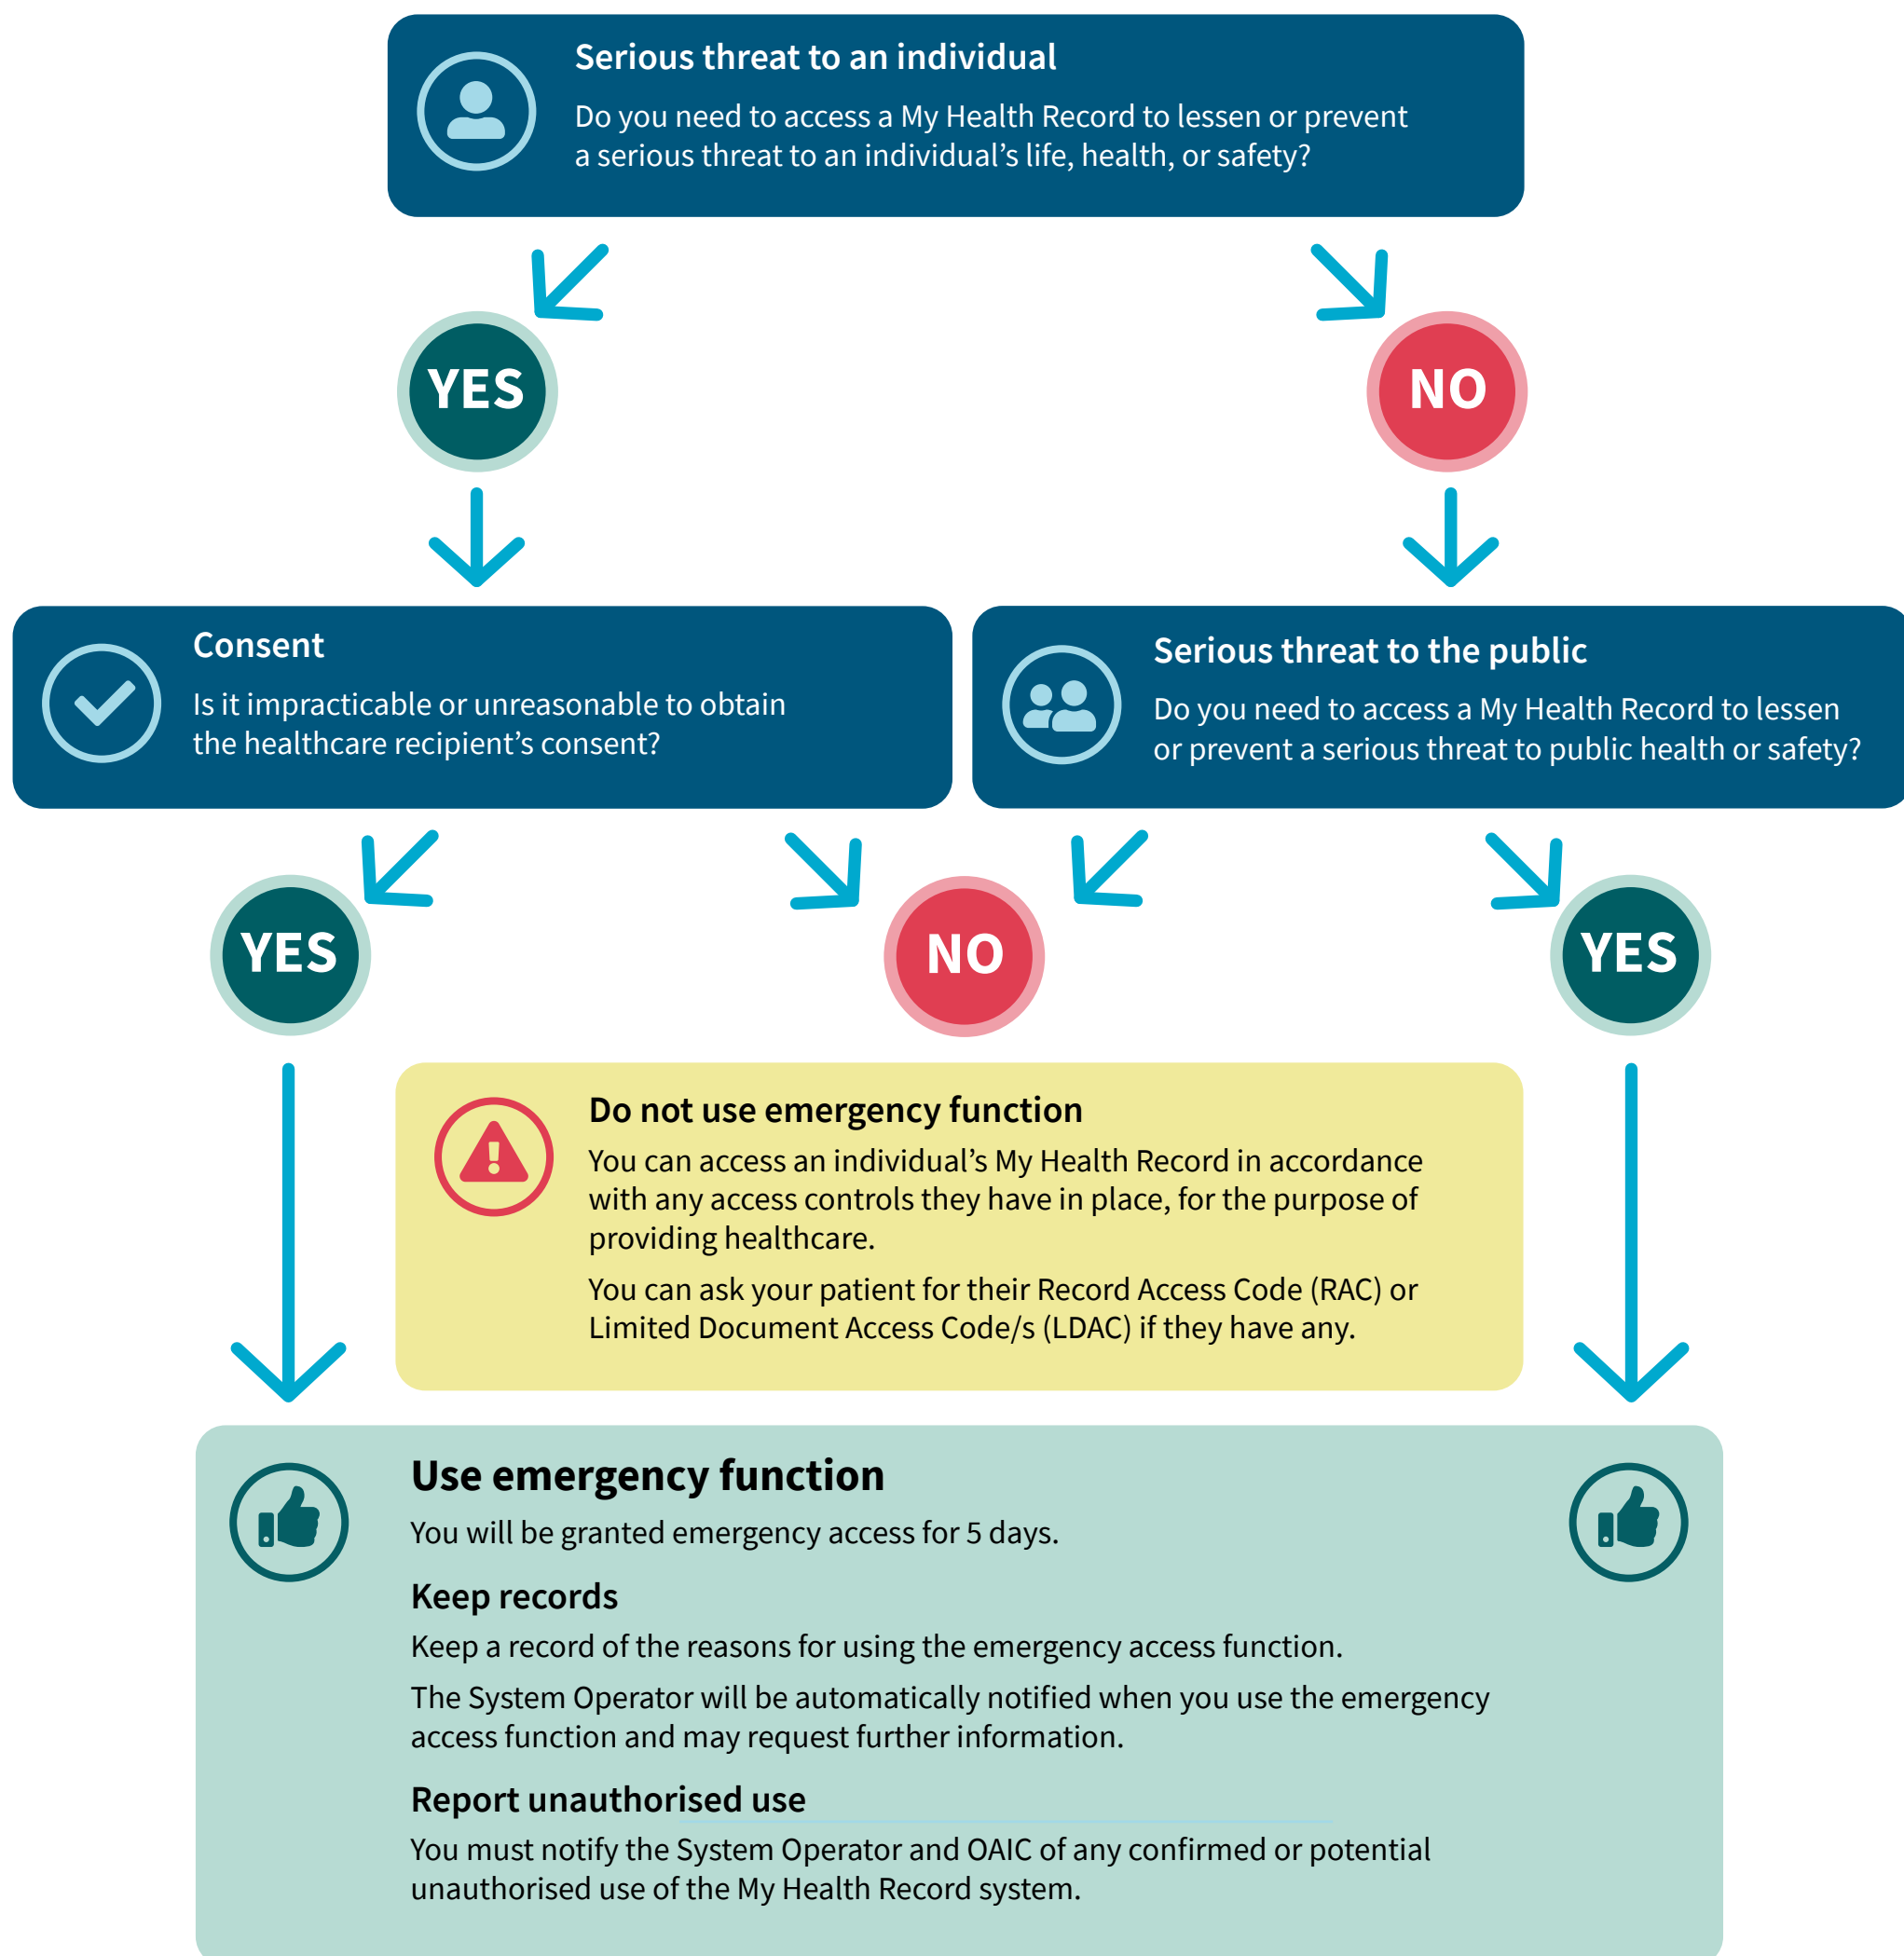 Serious threat to an individual
Do you need to access a My Health Record to lessen or prevent
a serious threat to an individual’s life, health, or safety?
YES
NO
Consent
Is it impracticable or unreasonable to obtain
the healthcare recipient’s consent?
Serious threat to the public
Do you need to access a My Health Record to lessen
or prevent a serious threat to public health or safety?
YES
NO
YES
Do not use emergency function
You can access an individual’s My Health Record in accordance
with any access controls they have in place, for the purpose of
providing healthcare.
You can ask your patient for their Record Access Code (RAC) or
Limited Document Access Code/s (LDAC) if they have any.
Use emergency function
You will be granted emergency access for 5 days.
Keep records
Keep a record of the reasons for using the emergency access function.
The System Operator will be automatically notified when you use the emergency
access function and may request further information.
Report unauthorised use
You must notify the System Operator and OAIC of any confirmed or potential
unauthorised use of the My Health Record system.